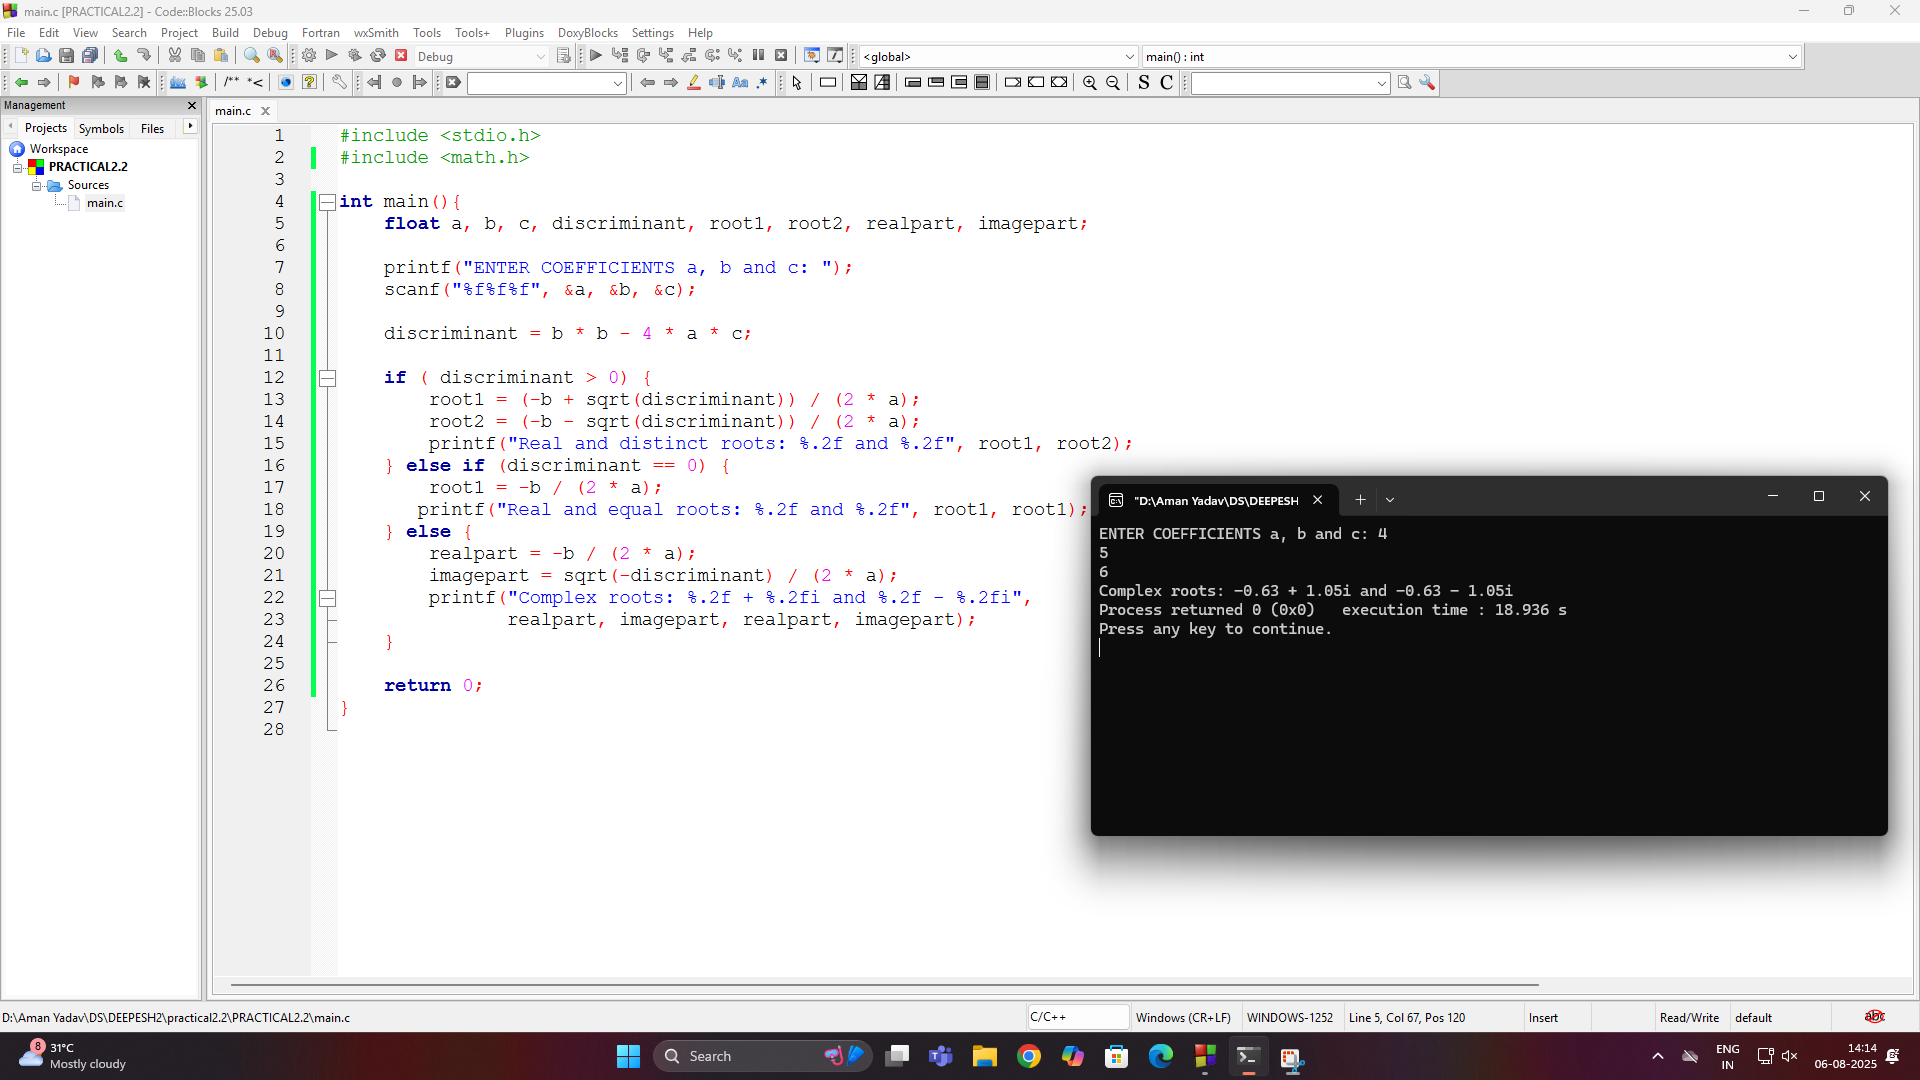 main.c [PRACTICAL2.2] - Code::Blocks 25.03
File Edit View Search Project Build Debug Fortran wxSmith Tools Tools+ Plugins DoxyBlocks Settings Help
Debug
<global>
main() : int
/** *<
Aa .*
S C
Management
Projects Symbols Files
Workspace
PRACTICAL2.2
Sources
main.c
main.c
1 #include <stdio.h>
2 #include <math.h>
3
4 int main(){
5 float a, b, c, discriminant, root1, root2, realpart, imagepart;
6
7 printf("ENTER COEFFICIENTS a, b and c: ");
8 scanf("%f%f%f", &a, &b, &c);
9
10 discriminant = b * b - 4 * a * c;
11
12 if ( discriminant > 0) {
13 root1 = (-b + sqrt(discriminant)) / (2 * a);
14 root2 = (-b - sqrt(discriminant)) / (2 * a);
15 printf("Real and distinct roots: %.2f and %.2f", root1, root2);
16 } else if (discriminant == 0) {
17 root1 = -b / (2 * a);
18 printf("Real and equal roots: %.2f and %.2f", root1, root1);
19 } else {
20 realpart = -b / (2 * a);
21 imagepart = sqrt(-discriminant) / (2 * a);
22 printf("Complex roots: %.2f + %.2fi and %.2f - %.2fi",
23 realpart, imagepart, realpart, imagepart);
24 }
25
26 return 0;
27 }
28
"D:\Aman Yadav\DS\DEEPESH
ENTER COEFFICIENTS a, b and c: 4
5
6
Complex roots: -0.63 + 1.05i and -0.63 - 1.05i
Process returned 0 (0x0) execution time : 18.936 s
Press any key to continue.
D:\Aman Yadav\DS\DEEPESH2\practical2.2\PRACTICAL2.2\main.c
C/C++
Windows (CR+LF)
WINDOWS-1252
Line 5, Col 67, Pos 120
Insert
Read/Write
default
abc
8
31°C
Mostly cloudy
Search
ENG
IN
14:14
06-08-2025